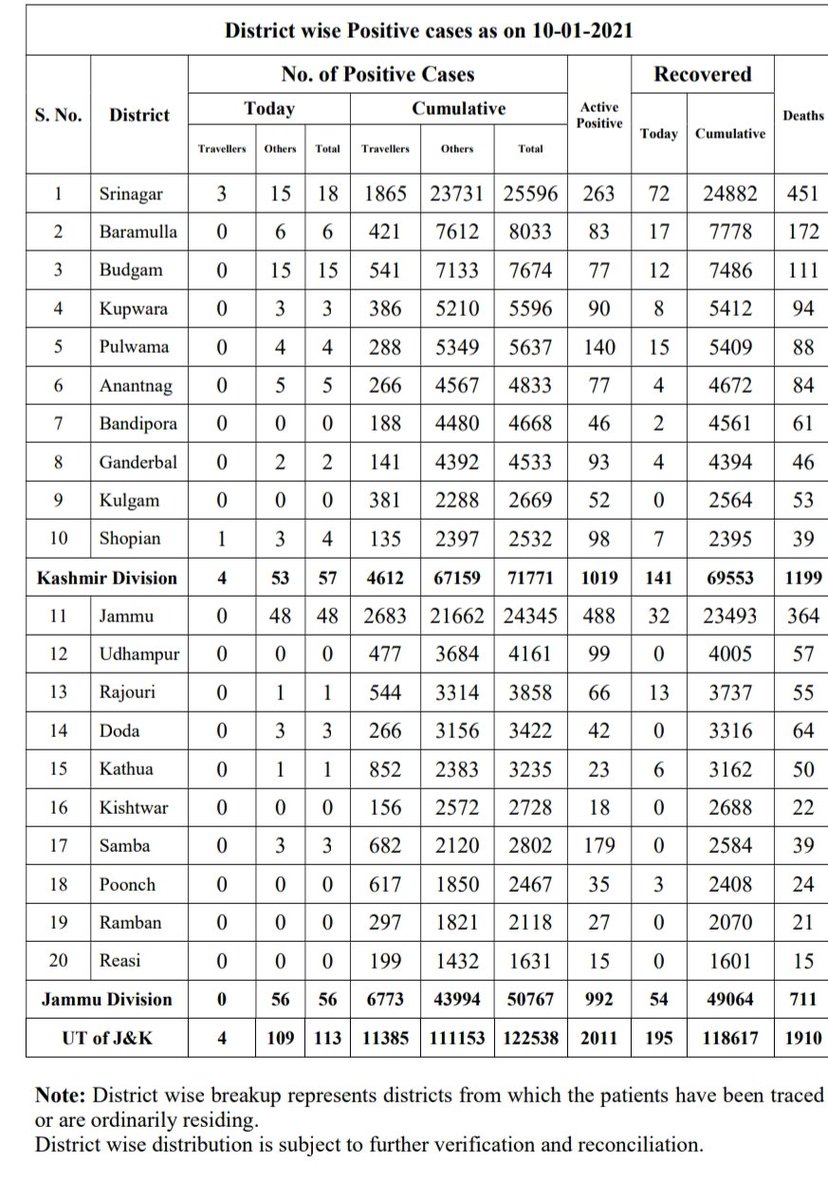 District wise Positive cases as on 10-01-2021
S. No. District No. of Positive Cases Active Positive Recovered Deaths
Today Cumulative Today Cumulative
Travellers Others Total Travellers Others Total
1 Srinagar 3 15 18 1865 23731 25596 263 72 24882 451
2 Baramulla 0 6 6 421 7612 8033 83 17 7778 172
3 Budgam 0 15 15 541 7133 7674 77 12 7486 111
4 Kupwara 0 3 3 386 5210 5596 90 8 5412 94
5 Pulwama 0 4 4 288 5349 5637 140 15 5409 88
6 Anantnag 0 5 5 266 4567 4833 77 4 4672 84
7 Bandipora 0 0 0 188 4480 4668 46 2 4561 61
8 Ganderbal 0 2 2 141 4392 4533 93 4 4394 46
9 Kulgam 0 0 0 381 2288 2669 52 0 2564 53
10 Shopian 1 3 4 135 2397 2532 98 7 2395 39
Kashmir Division 4 53 57 4612 67159 71771 1019 141 69553 1199
11 Jammu 0 48 48 2683 21662 24345 488 32 23493 364
12 Udhampur 0 0 0 477 3684 4161 99 0 4005 57
13 Rajouri 0 1 1 544 3314 3858 66 13 3737 55
14 Doda 0 3 3 266 3156 3422 42 0 3316 64
15 Kathua 0 1 1 852 2383 3235 23 6 3162 50
16 Kishtwar 0 0 0 156 2572 2728 18 0 2688 22
17 Samba 0 3 3 682 2120 2802 179 0 2584 39
18 Poonch 0 0 0 617 1850 2467 35 3 2408 24
19 Ramban 0 0 0 297 1821 2118 27 0 2070 21
20 Reasi 0 0 0 199 1432 1631 15 0 1601 15
Jammu Division 0 56 56 6773 43994 50767 992 54 49064 711
UT of J&K 4 109 113 11385 111153 122538 2011 195 118617 1910
Note: District wise breakup represents districts from which the patients have been traced
or are ordinarily residing.
District wise distribution is subject to further verification and reconciliation.